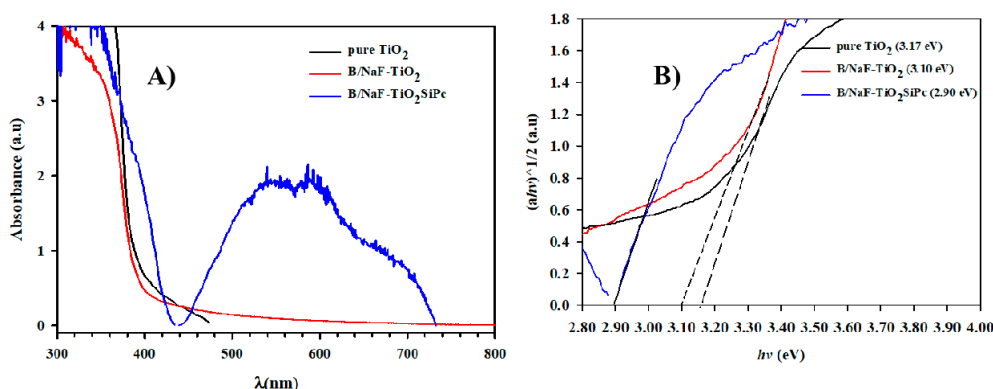 A)
pure TiO₂
B/NaF-TiO₂
B/NaF-TiO₂SiPc
Absorbance (a.u)
4
3
2
1
0
300 400 500 600 700 800
λ(nm)
B)
pure TiO₂ (3.17 eV)
B/NaF-TiO₂ (3.10 eV)
B/NaF-TiO₂SiPc (2.90 eV)
(ahν)^1/2 (a.u)
1.8
1.6
1.4
1.2
1.0
0.8
0.6
0.4
0.2
0.0
2.80 2.90 3.00 3.10 3.20 3.30 3.40 3.50 3.60 3.70 3.80 3.90 4.00
hν (eV)